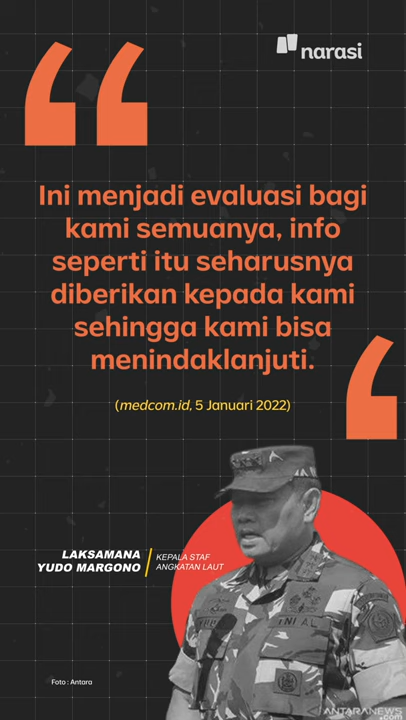 narasi
Ini menjadi evaluasi bagi
kami semuanya, info
seperti itu seharusnya
diberikan kepada kami
sehingga kami bisa
menindaklanjuti.
(medcom.id, 5 Januari 2022)
LAKSAMANA
YUDO MARGONO
KEPALA STAF
ANGKATAN LAUT
TNI AL
Foto : Antara
ANTARANEWS
.com